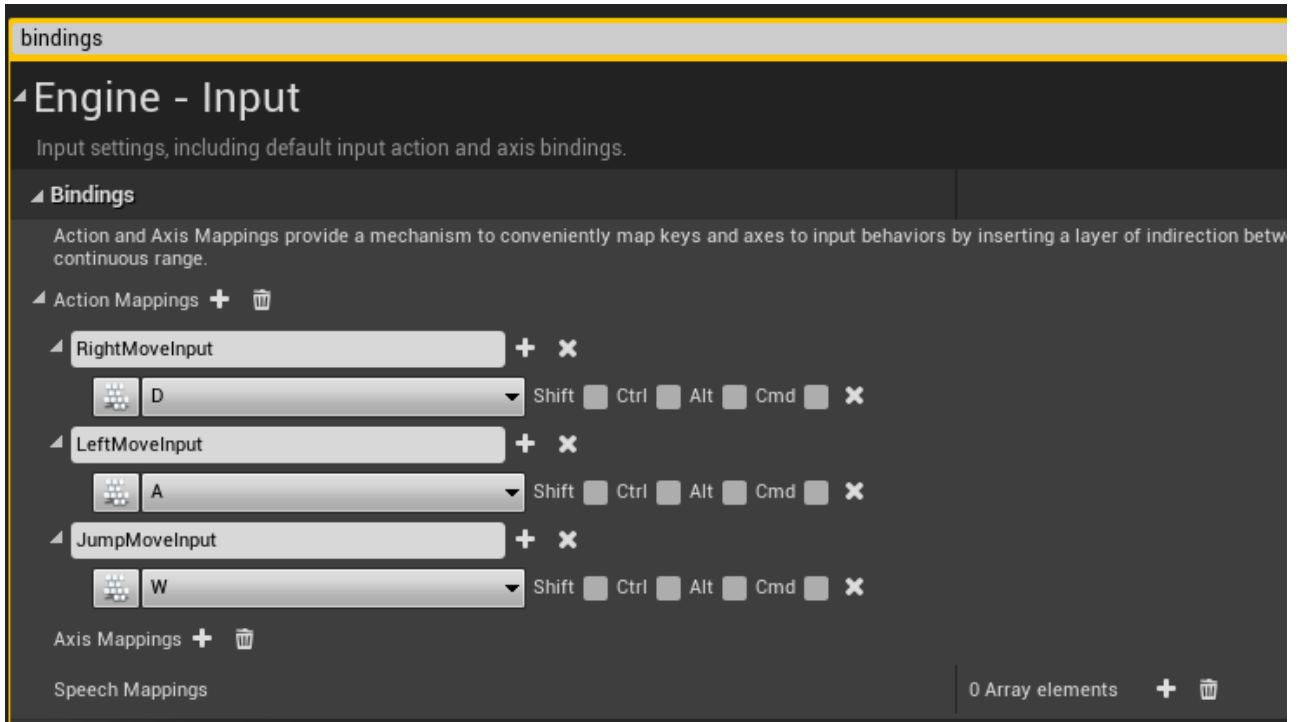 bindings
Engine - Input
Input settings, including default input action and axis bindings.
Bindings
Action and Axis Mappings provide a mechanism to conveniently map keys and axes to input behaviors by inserting a layer of indirection
continuous range.
Action Mappings
RightMoveInput
D Shift Ctrl Alt Cmd
LeftMoveInput
A Shift Ctrl Alt Cmd
JumpMoveInput
W Shift Ctrl Alt Cmd
Axis Mappings
Speech Mappings 0 Array elements